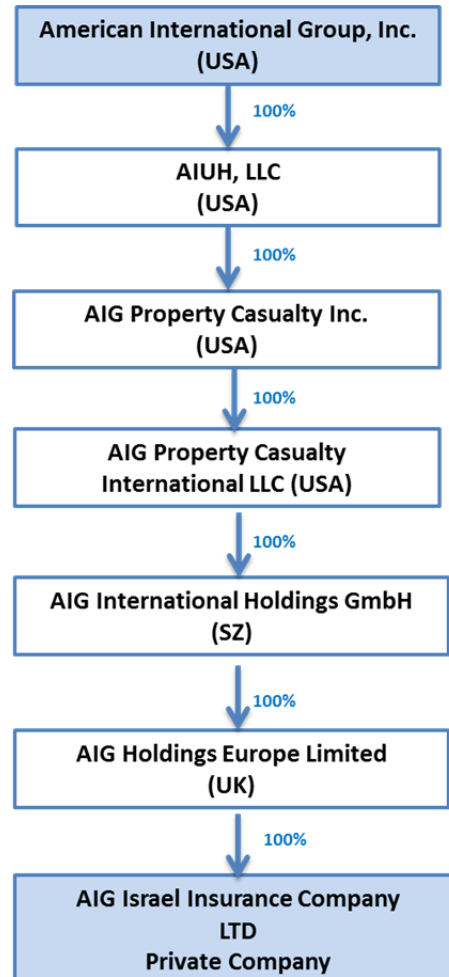 American International Group, Inc.
(USA)
100%
AIUH, LLC
(USA)
100%
AIG Property Casualty Inc.
(USA)
100%
AIG Property Casualty
International LLC (USA)
100%
AIG International Holdings GmbH
(SZ)
100%
AIG Holdings Europe Limited
(UK)
100%
AIG Israel Insurance Company
LTD
Private Company